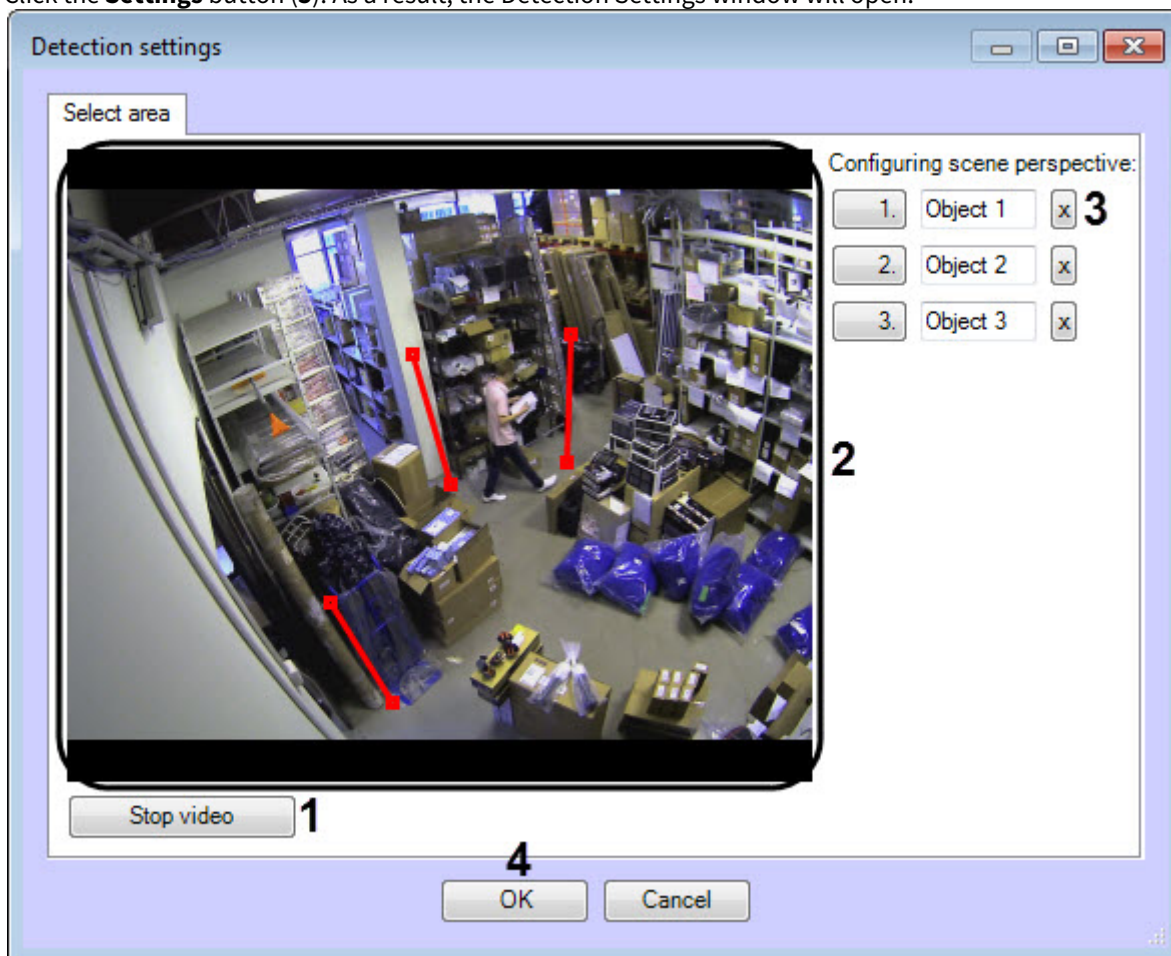 Click the Settings button (3). As a result, the Detection Settings window will open.
Detection settings
Select area
Configuring scene perspective:
1. Object 1 x 3
2. Object 2 x
3. Object 3 x
2
Stop video 1
4
OK Cancel